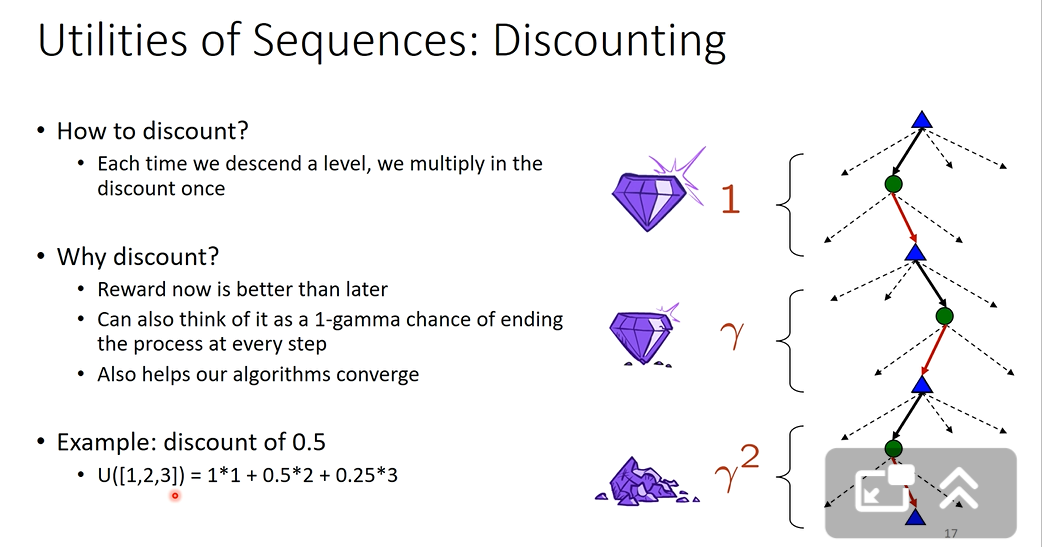 Utilities of Sequences: Discounting
• How to discount?
• Each time we descend a level, we multiply in the
discount once
• Why discount?
• Reward now is better than later
• Can also think of it as a 1-gamma chance of ending
the process at every step
• Also helps our algorithms converge
• Example: discount of 0.5
• U([1,2,3]) = 1*1 + 0.5*2 + 0.25*3
1
γ
γ²
17